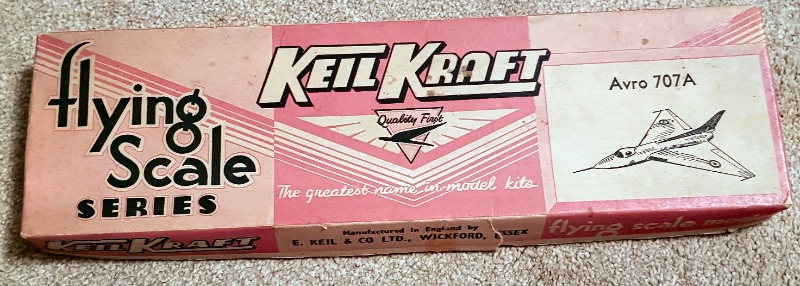 flying
Scale
SERIES
KEIL KRAFT
Quality First
The greatest name in model kits
Avro 707A
KEIL KRAFT
Manufactured in England by
E. KEIL & CO LTD., WICKFORD, ESSEX
flying scale